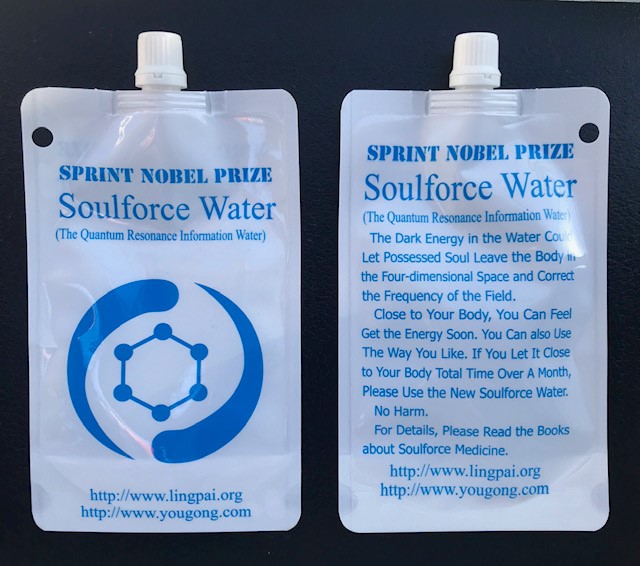 SPRINT NOBEL PRIZE
Soulforce Water
(The Quantum Resonance Information Water)
http://www.lingpai.org
http://www.yougong.com
SPRINT NOBEL PRIZE
Soulforce Water
(The Quantum Resonance Information Water)
The Dark Energy in the Water Could
Let Possessed Soul Leave the Body in
the Four-dimensional Space and Correct
the Frequency of the Field.
Close to Your Body, You Can Feel
Get the Energy Soon. You Can also Use
The Way You Like. If You Let It Close
to Your Body Total Time Over A Month,
Please Use the New Soulforce Water.
No Harm.
For Details, Please Read the Books
about Soulforce Medicine.
http://www.lingpai.org
http://www.yougong.com